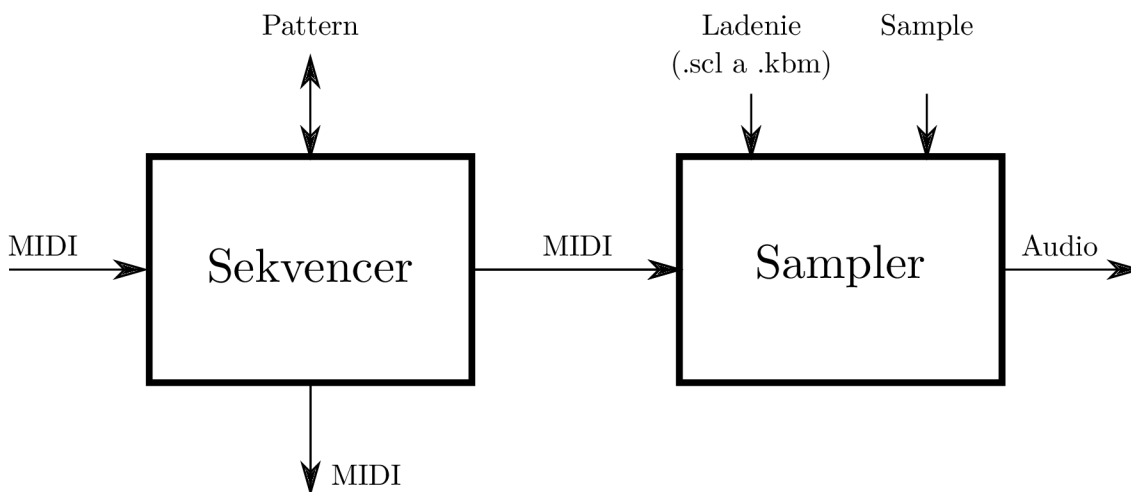 Pattern
Ladenie
(.scl a .kbm)
Sample
MIDI
Sekvencer
MIDI
Sampler
Audio
MIDI